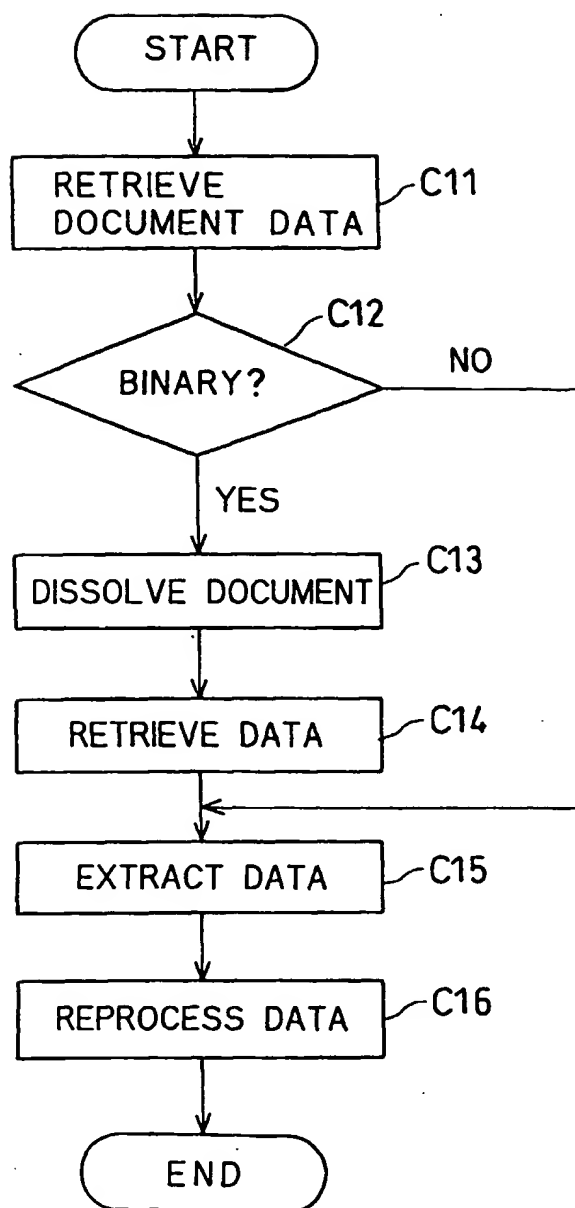 START
RETRIEVE
DOCUMENT DATA
C11
C12
BINARY?
NO
YES
C13
DISSOLVE DOCUMENT
C14
RETRIEVE DATA
EXTRACT DATA
C15
REPROCESS DATA
C16
END